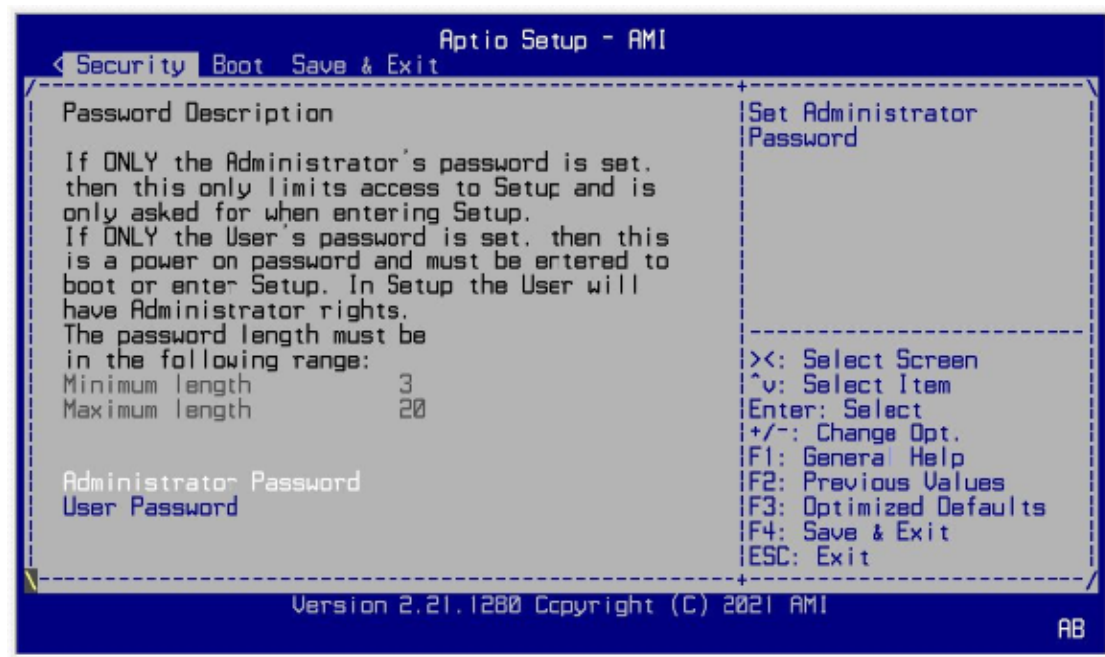 Aptio Setup - AMI
< Security Boot Save & Exit
Password Description
If ONLY the Administrator's password is set,
then this only limits access to Setup and is
only asked for when entering Setup.
If ONLY the User's password is set, then this
is a power on password and must be entered to
boot or enter Setup. In Setup the User will
have Administrator rights.
The password length must be
in the following range:
Minimum length 3
Maximum length 20
Administrator Password
User Password
Set Administrator
Password
><: Select Screen
^v: Select Item
Enter: Select
+/-: Change Opt.
F1: General Help
F2: Previous Values
F3: Optimized Defaults
F4: Save & Exit
ESC: Exit
Version 2.21.1280 Copyright (C) 2021 AMI
AB